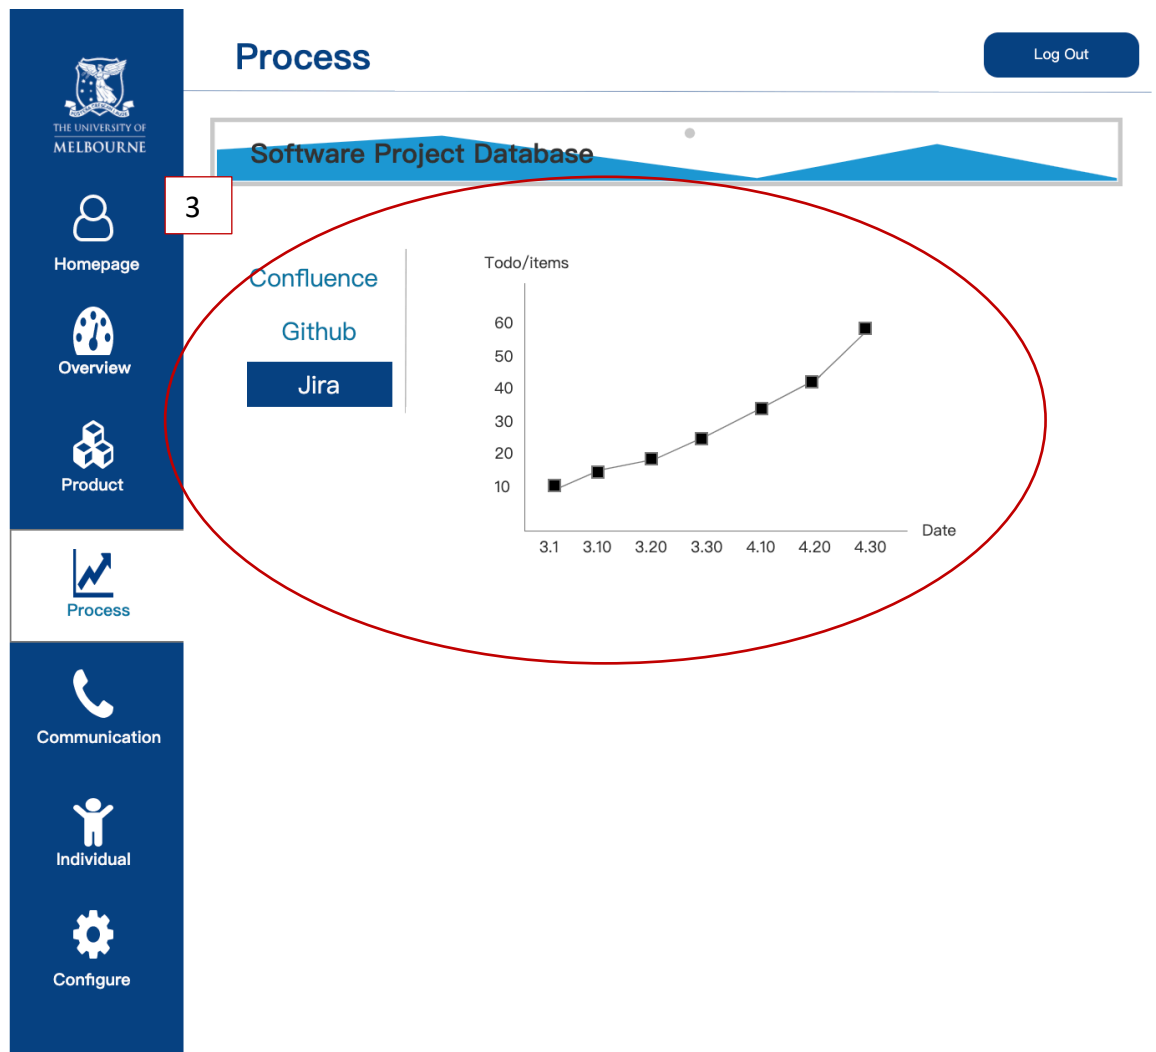 Process
Log Out
THE UNIVERSITY OF
MELBOURNE
Software Project Database
3
Homepage
Overview
Product
Process
Communication
Individual
Configure
Confluence
Github
Jira
Todo/items
60
50
40
30
20
10
3.1 3.10 3.20 3.30 4.10 4.20 4.30
Date